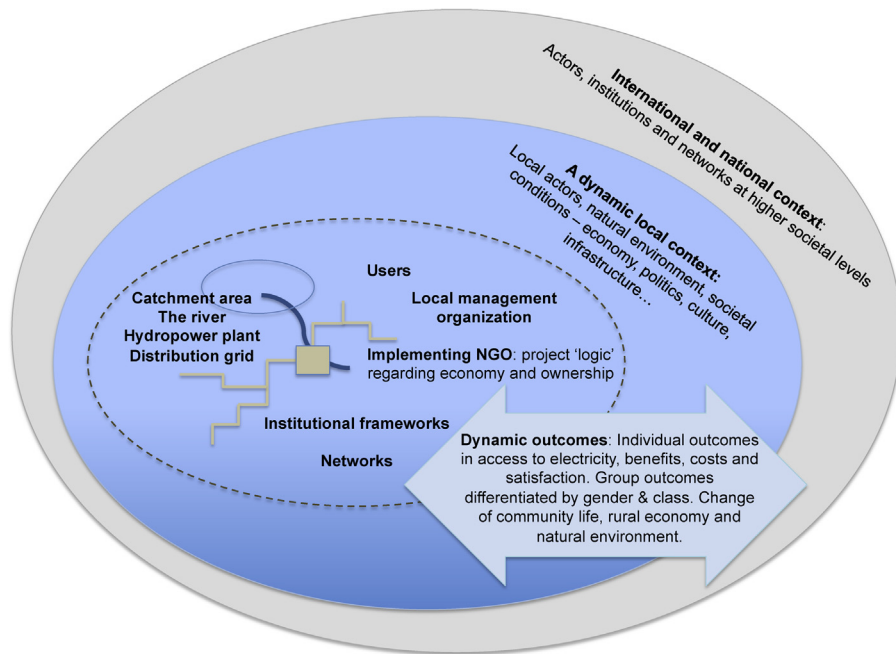 International and national context:
Actors, institutions and networks at higher societal levels
A dynamic local context:
Local actors, natural environment, societal
conditions – economy, politics, culture,
infrastructure…
Users
Catchment area
The river
Hydropower plant
Distribution grid
Local management
organization
Implementing NGO: project ‘logic’
regarding economy and ownership
Institutional frameworks
Networks
Dynamic outcomes: Individual outcomes
in access to electricity, benefits, costs and
satisfaction. Group outcomes
differentiated by gender & class. Change
of community life, rural economy and
natural environment.